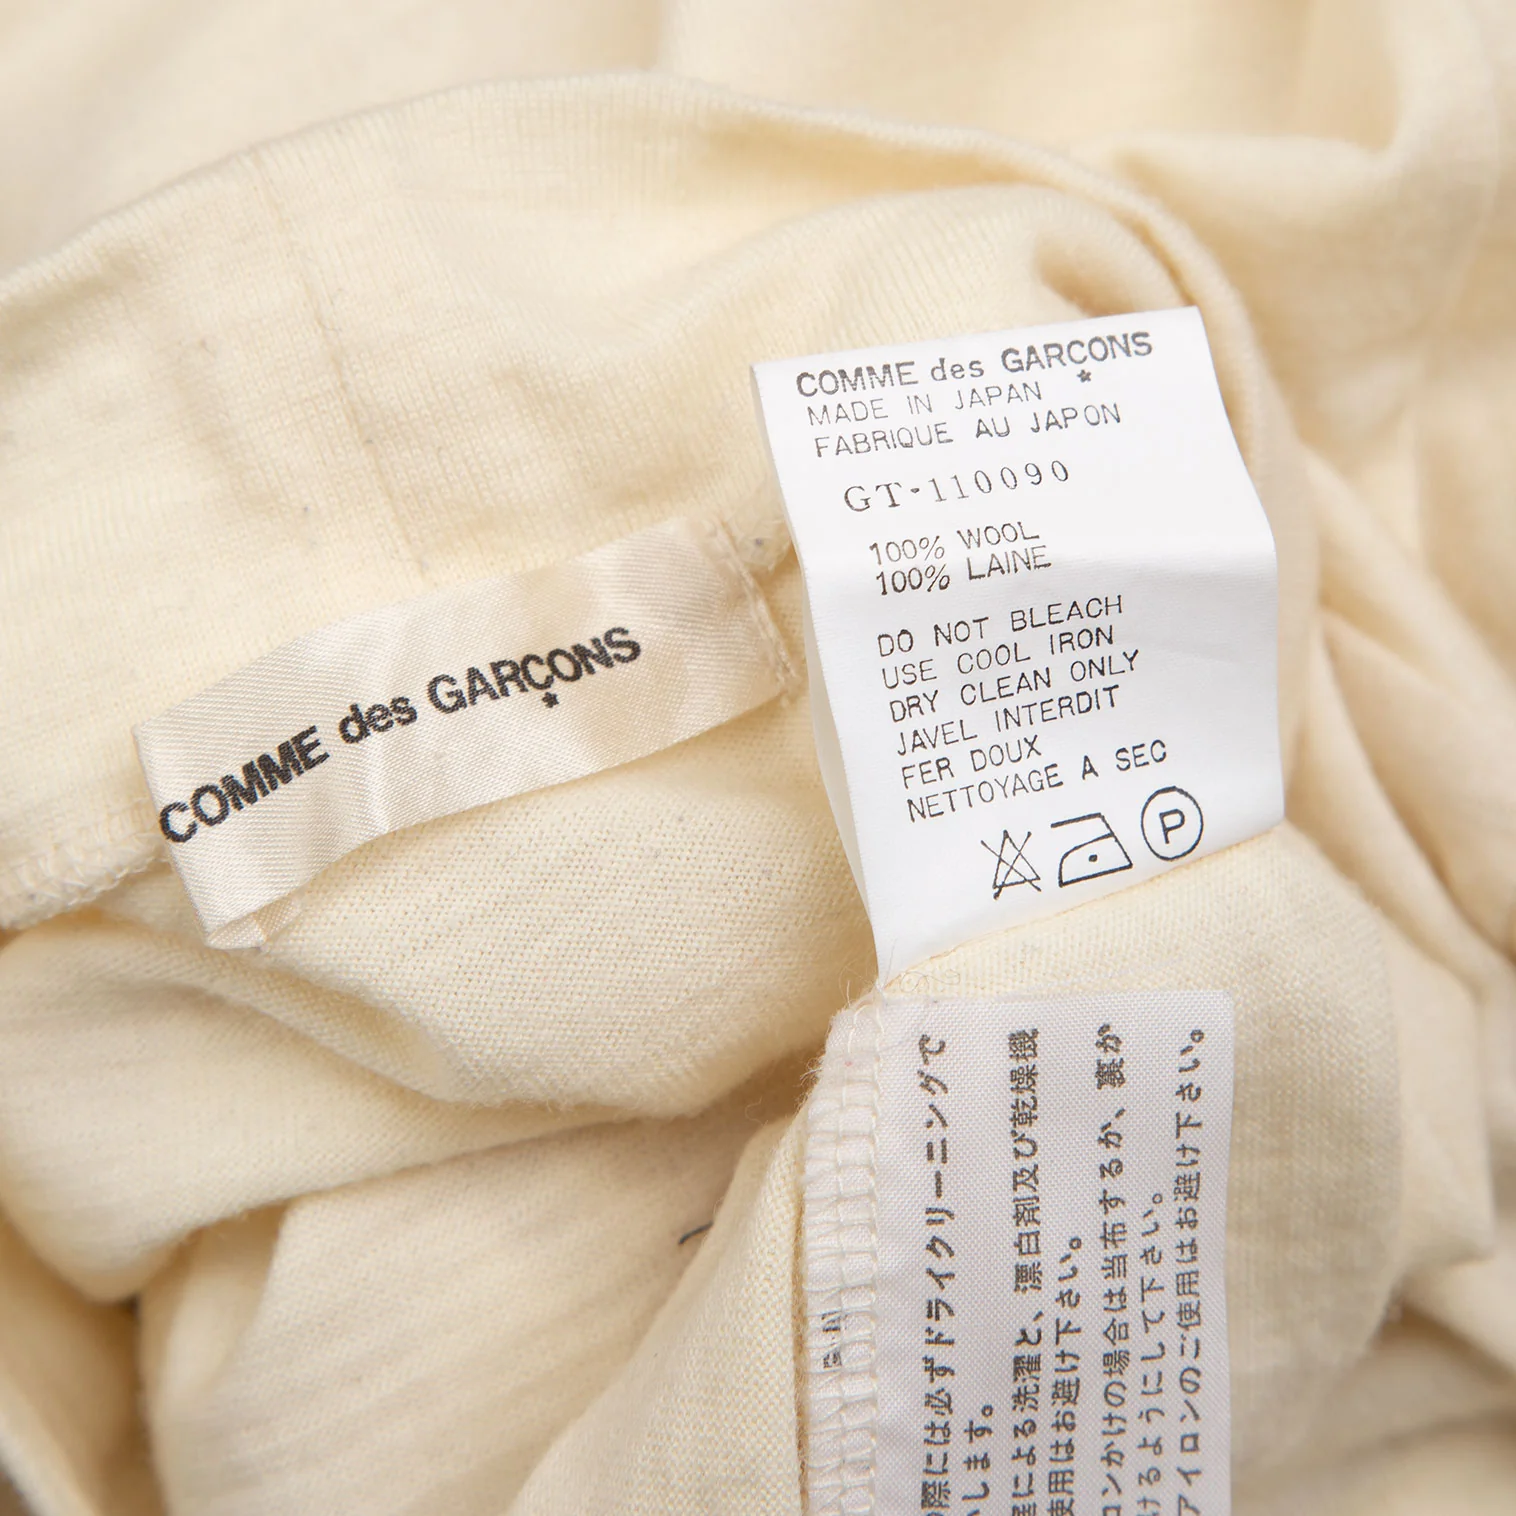 COMME des GARÇONS
*
COMME des GARÇONS
*
MADE IN JAPAN
FABRIQUE AU JAPON
GT-110090
100% WOOL
100% LAINE
DO NOT BLEACH
USE COOL IRON
DRY CLEAN ONLY
JAVEL INTERDIT
FER DOUX
NETTOYAGE A SEC
P
の際には必ずドライクリーニングで
いします。
による洗濯と、漂白剤及び乾燥機
使用はお避け下さい。
ロンかけの場合は当布するか、裏か
けるようにして下さい。
アイロンのご使用はお避け下さい。